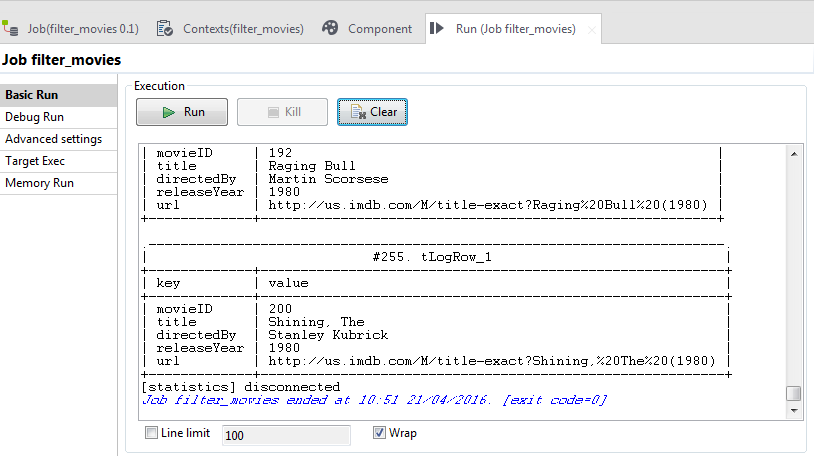 Job(filter_movies 0.1) Contexts(filter_movies) Component Run (Job filter_movies)
Job filter_movies
Basic Run
Debug Run
Advanced settings
Target Exec
Memory Run
Execution
Run Kill Clear
| movieID | 192 |
| title | Raging Bull |
| directedBy | Martin Scorsese |
| releaseYear | 1980 |
| url | http://us.imdb.com/M/title-exact?Raging%20Bull%20(1980) |
#255. tLogRow_1
| key | value |
| movieID | 200 |
| title | Shining, The |
| directedBy | Stanley Kubrick |
| releaseYear | 1980 |
| url | http://us.imdb.com/M/title-exact?Shining,%20The%20(1980) |
[statistics] disconnected
Job filter_movies ended at 10:51 21/04/2016. [exit code=0]
Line limit 100 Wrap